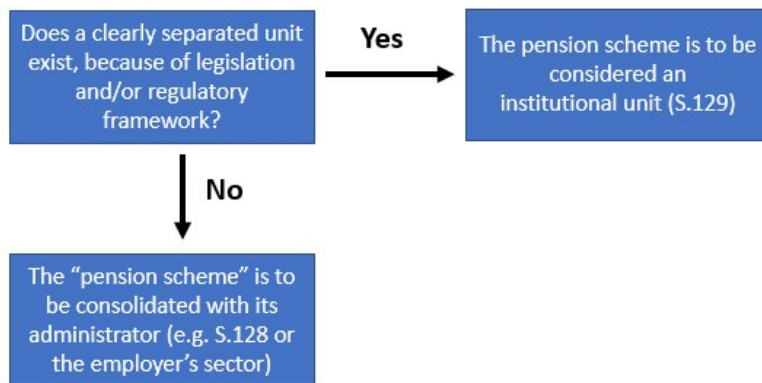 Does a clearly separated unit
exist, because of legislation
and/or regulatory
framework?
Yes
The pension scheme is to be
considered an
institutional unit (S.129)
No
The “pension scheme” is to
be consolidated with its
administrator (e.g. S.128 or
the employer’s sector)